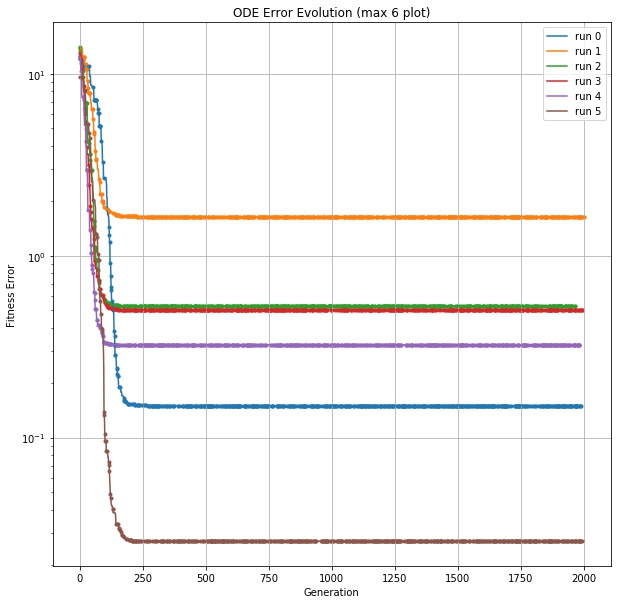 ODE Error Evolution (max 6 plot)
run 0
run 1
run 2
run 3
run 4
run 5
Fitness Error
10¹
10⁰
10⁻¹
0 250 500 750 1000 1250 1500 1750 2000
Generation